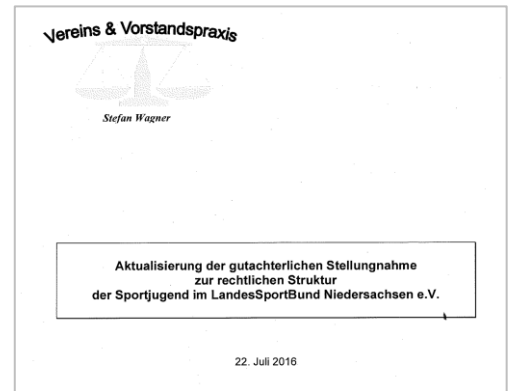 Vereins & Vorstandspraxis
Stefan Wagner
Aktualisierung der gutachterlichen Stellungnahme
zur rechtlichen Struktur
der Sportjugend im LandesSportBund Niedersachsen e.V.
22. Juli 2016